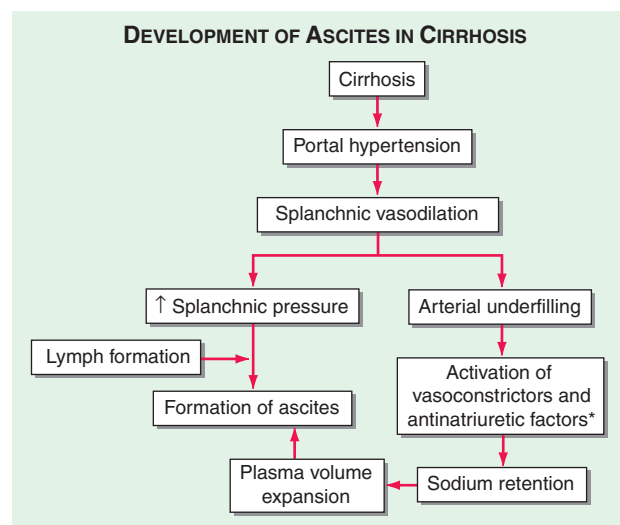 DEVELOPMENT OF ASCITES IN CIRRHOSIS
Cirrhosis
Portal hypertension
Splanchnic vasodilation
↑ Splanchnic pressure
Arterial underfilling
Lymph formation
Activation of
vasoconstrictors and
antinatriuretic factors*
Formation of ascites
Plasma volume
expansion
Sodium retention